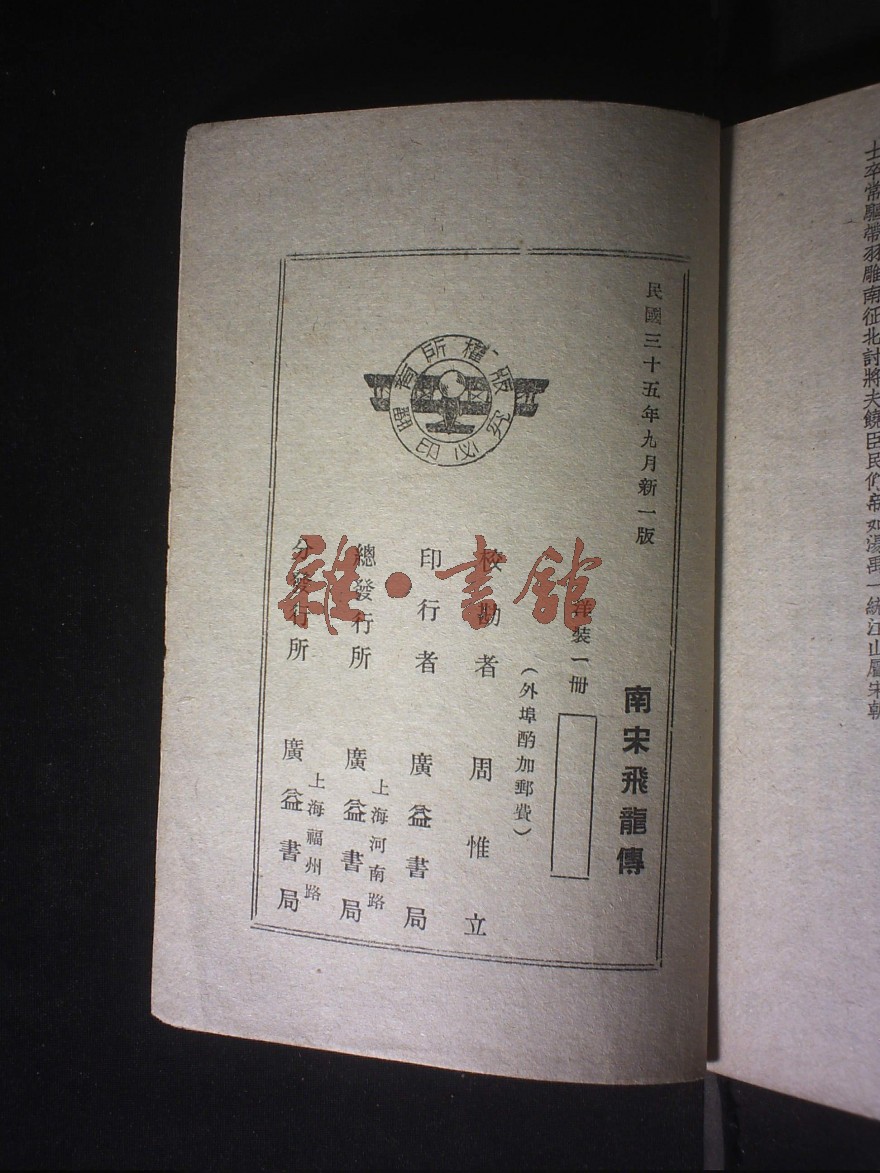 民國三十五年九月新一版
南宋飛龍傳
洋裝一冊
(外埠酌加郵費)
校勘者 周惟立
印行者 廣益書局
總發行所 上海河南路 廣益書局
分發行所 上海福州路 廣益書局
版權所有
翻印必究
雜·書館